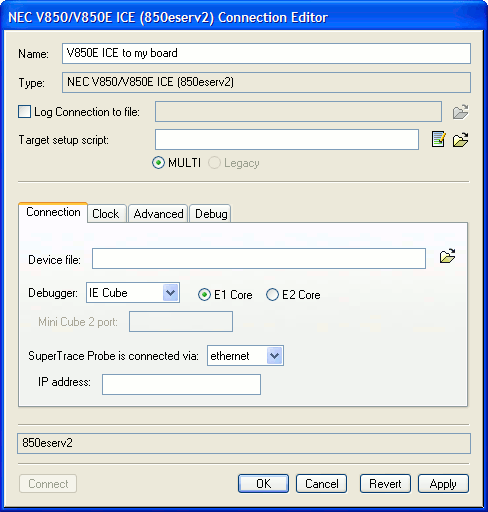 NEC V850/V850E ICE (850eserv2) Connection Editor
Name: V850E ICE to my board
Type: NEC V850/V850E ICE (850eserv2)
Log Connection to file:
Target setup script:
MULTI Legacy
Connection Clock Advanced Debug
Device file:
Debugger: IE Cube E1 Core E2 Core
Mini Cube 2 port:
SuperTrace Probe is connected via: ethernet
IP address:
850eserv2
Connect OK Cancel Revert Apply